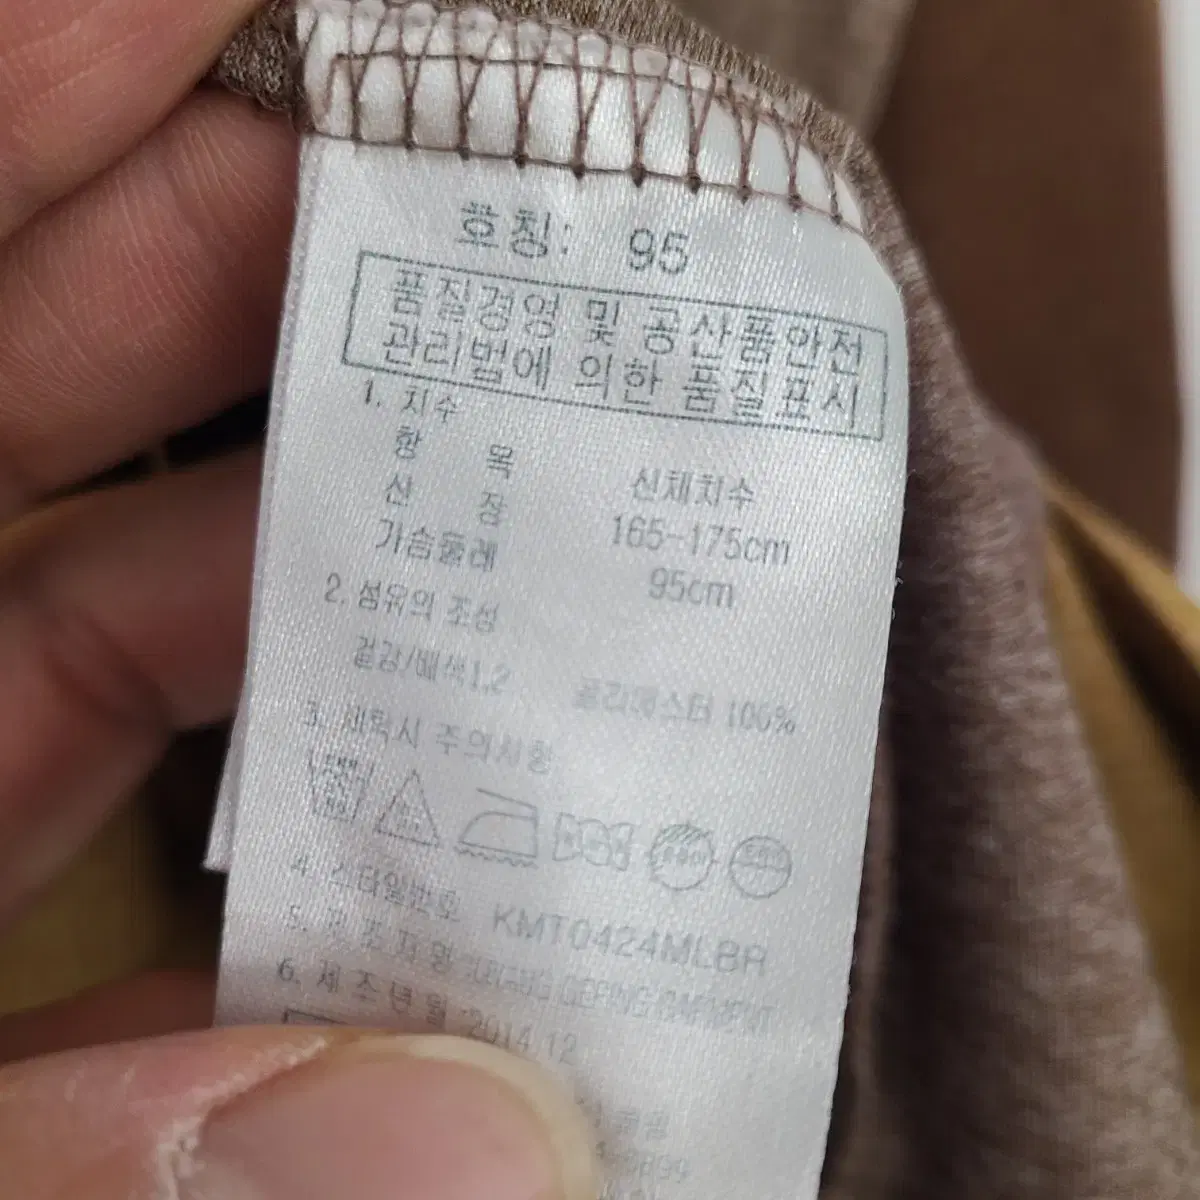 호칭: 95
품질경영 및 공산품안전
관리법에 의한 품질표시
1. 치수
항 목 신체치수
신 장 165-175cm
가슴둘레 95cm
2. 섬유의 조성
겉감/배색1,2 폴리에스터 100%
3. 세탁시 주의사항
4. 스타일번호 KMT0424MLBR
5. 제조자명:
6. 제조년월:2014.12